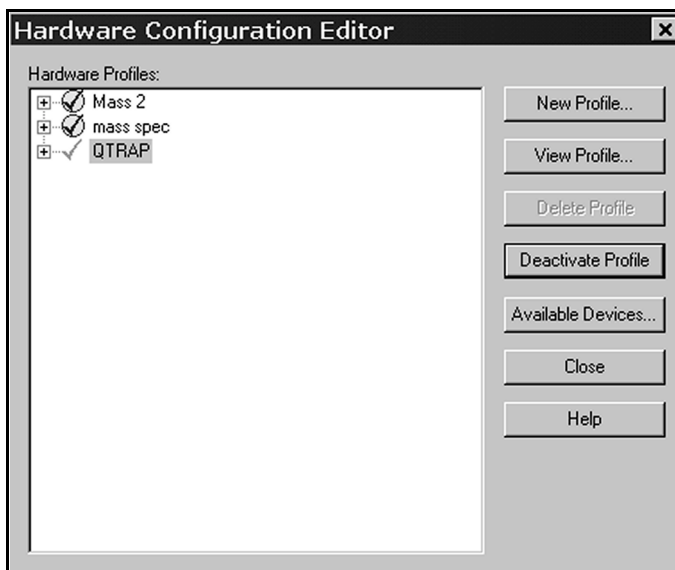 Hardware Configuration Editor
Hardware Profiles:
Mass 2
mass spec
QTRAP
New Profile...
View Profile...
Delete Profile
Deactivate Profile
Available Devices...
Close
Help